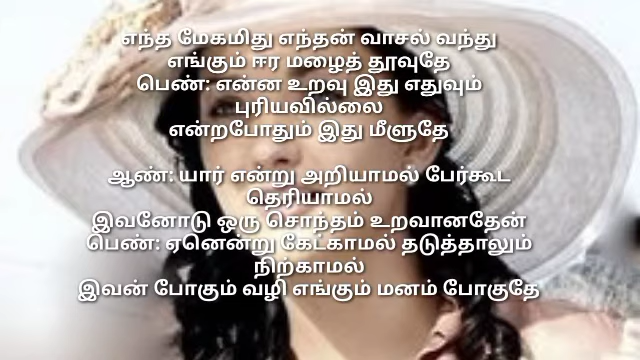 எந்த மேகமிது எந்தன் வாசல் வந்து
எங்கும் ஈர மழைத் தூவுதே
பெண்: என்ன உறவு இது எதுவும்
புரியவில்லை
என்றபோதும் இது மீளுதே
ஆண்: யார் என்று அறியாமல் பேர்கூட
தெரியாமல்
இவனோடு ஒரு சொந்தம் உறவானதேன்
பெண்: ஏனென்று கேட்காமல் தடுத்தாலும்
நிற்காமல்
இவன் போகும் வழி எங்கும் மனம் போகுதே